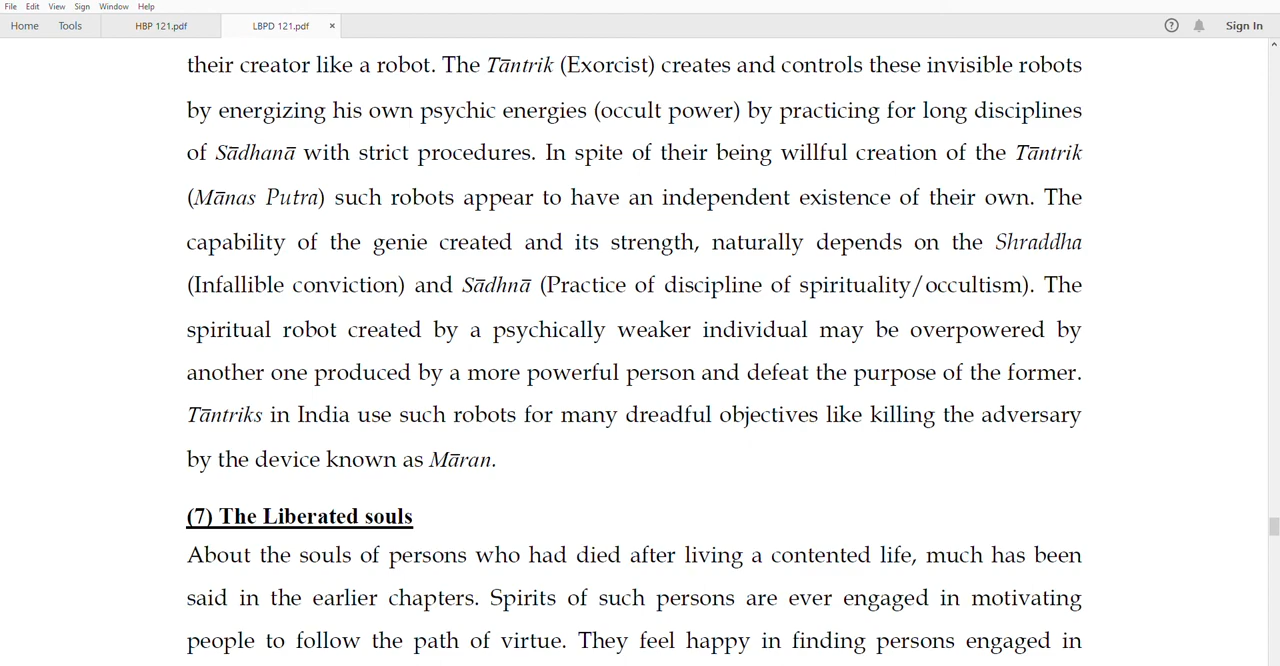 File Edit View Sign Window Help
Home Tools HBP 121.pdf LBPD 121.pdf × ? Sign In
their creator like a robot. The Tāntrik (Exorcist) creates and controls these invisible robots
by energizing his own psychic energies (occult power) by practicing for long disciplines
of Sādhanā with strict procedures. In spite of their being willful creation of the Tāntrik
(Mānas Putra) such robots appear to have an independent existence of their own. The
capability of the genie created and its strength, naturally depends on the Shraddha
(Infallible conviction) and Sādhnā (Practice of discipline of spirituality/occultism). The
spiritual robot created by a psychically weaker individual may be overpowered by
another one produced by a more powerful person and defeat the purpose of the former.
Tāntriks in India use such robots for many dreadful objectives like killing the adversary
by the device known as Māran.
(7) The Liberated souls
About the souls of persons who had died after living a contented life, much has been
said in the earlier chapters. Spirits of such persons are ever engaged in motivating
people to follow the path of virtue. They feel happy in finding persons engaged in